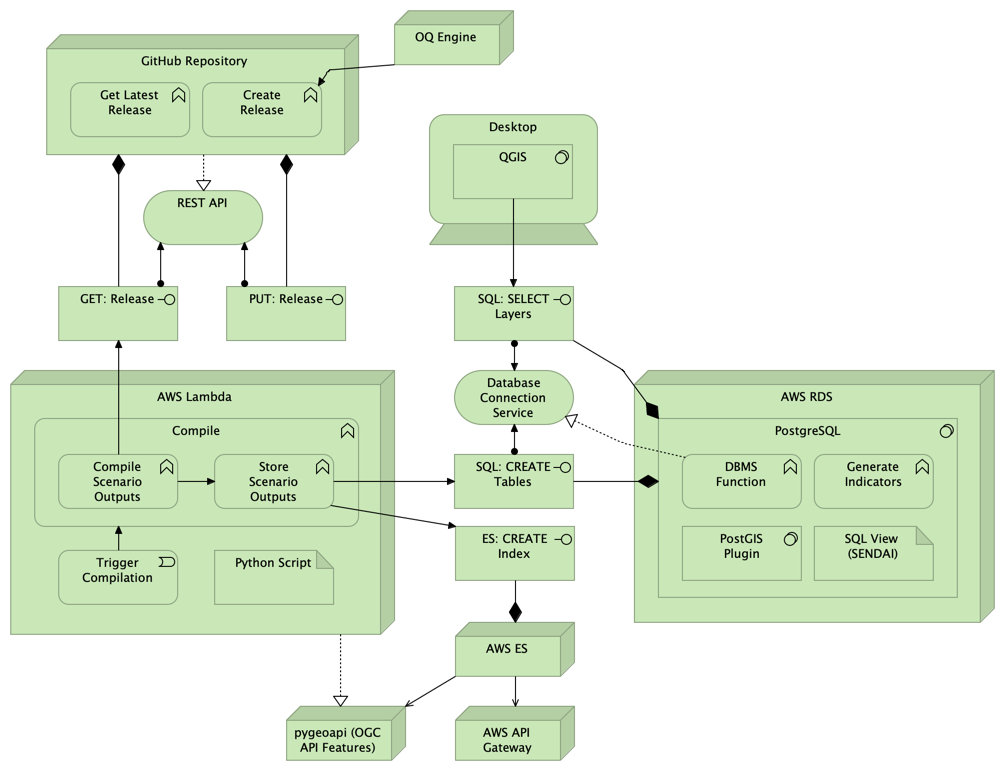 OQ Engine
GitHub Repository
Get Latest
Release
Create
Release
Desktop
QGIS
REST API
GET: Release
PUT: Release
SQL: SELECT
Layers
AWS Lambda
Compile
Compile
Scenario
Outputs
Store
Scenario
Outputs
Trigger
Compilation
Python Script
Database
Connection
Service
SQL: CREATE
Tables
ES: CREATE
Index
AWS RDS
PostgreSQL
DBMS
Function
Generate
Indicators
PostGIS
Plugin
SQL View
(SENDAI)
AWS ES
pygeoapi (OGC
API Features)
AWS API
Gateway